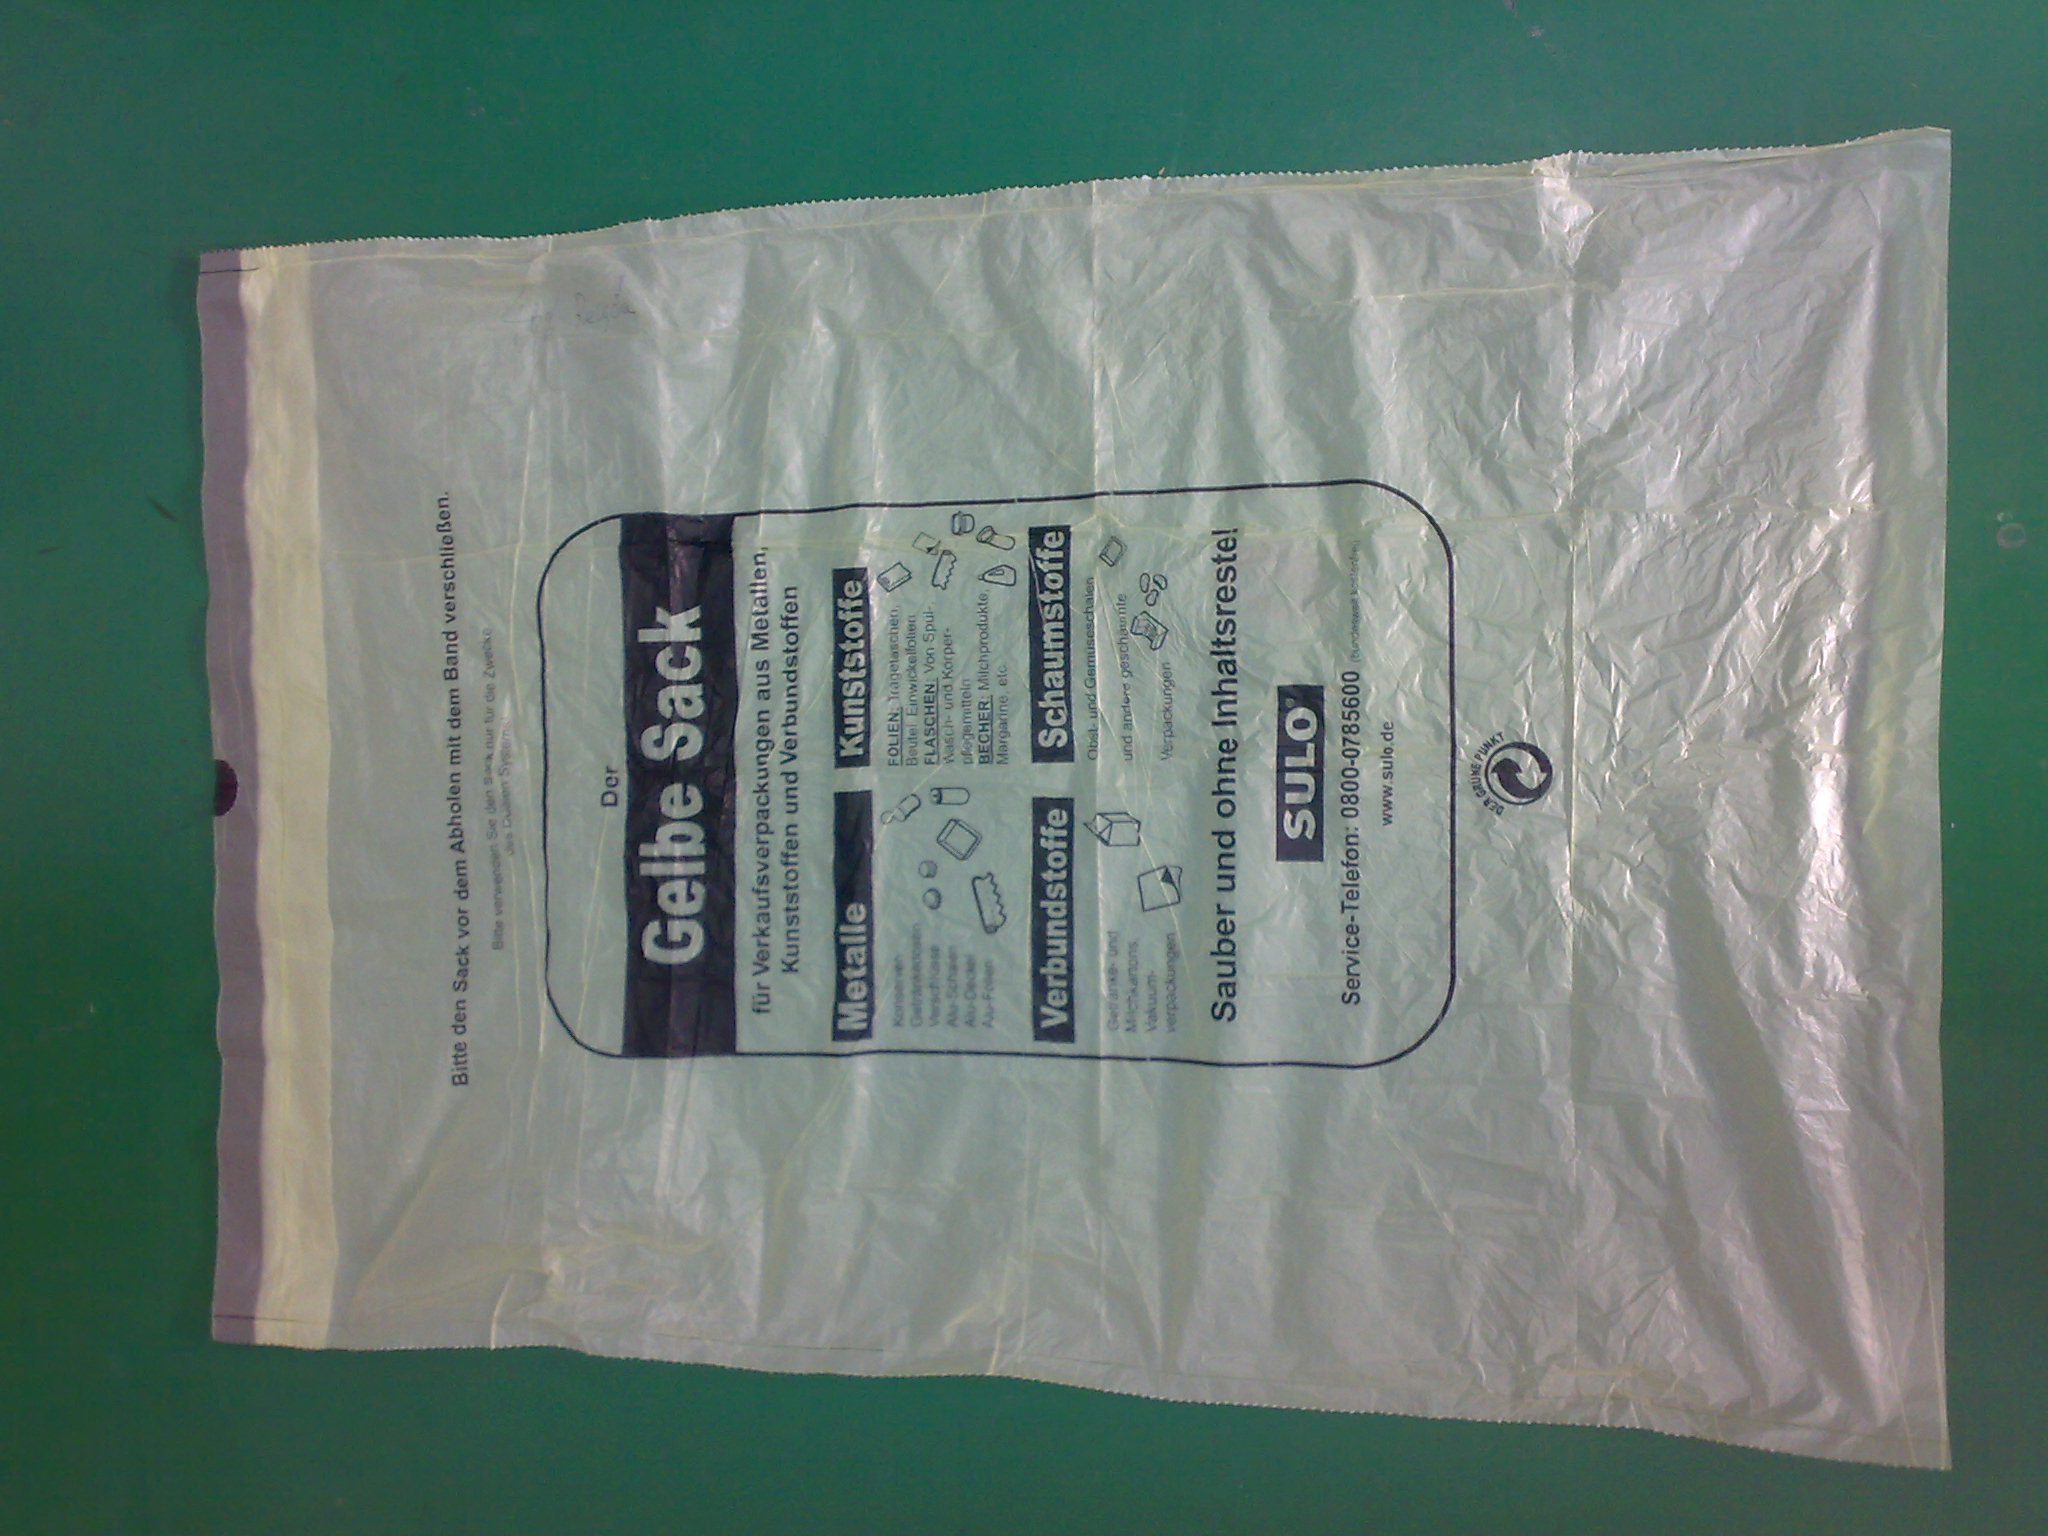 Bitte den Sack vor dem Abholen mit dem Band verschließen.
Bitte verwenden Sie den Sack nur für die Zwecke
des Dualen Systems
Der
Gelbe Sack
für Verkaufsverpackungen aus Metallen,
Kunststoffen und Verbundstoffen
Metalle
Konserven
Getränkedosen
Verschlüsse
Alu-Schalen
Alu-Deckel
Alu-Folien
Kunststoffe
FOLIEN: Tragetaschen,
Beutel, Einwickelfolien
FLASCHEN: Von Spül-,
Wasch- und Körper-
pflegemitteln
BECHER: Milchprodukte,
Margarine, etc.
Verbundstoffe
Getränke- und
Milchkartons,
Vakuum-
verpackungen
Schaumstoffe
Obst- und Gemüseschalen
und andere geschäumte
Verpackungen
Sauber und ohne Inhaltsreste!
SULO
Service-Telefon: 0800-0785600 (bundesweit kostenfrei)
www.sulo.de
DER GRÜNE PUNKT